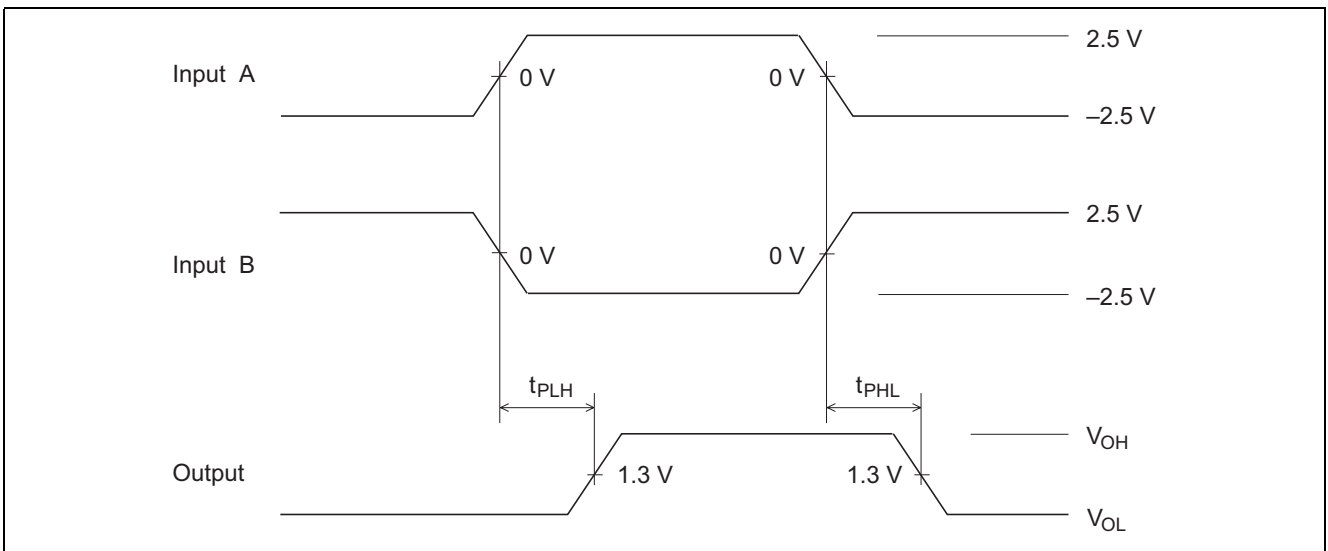 2.5 V
Input A
0 V
0 V
–2.5 V
2.5 V
Input B
0 V
0 V
–2.5 V
tPLH
tPHL
VOH
Output
1.3 V
1.3 V
VOL